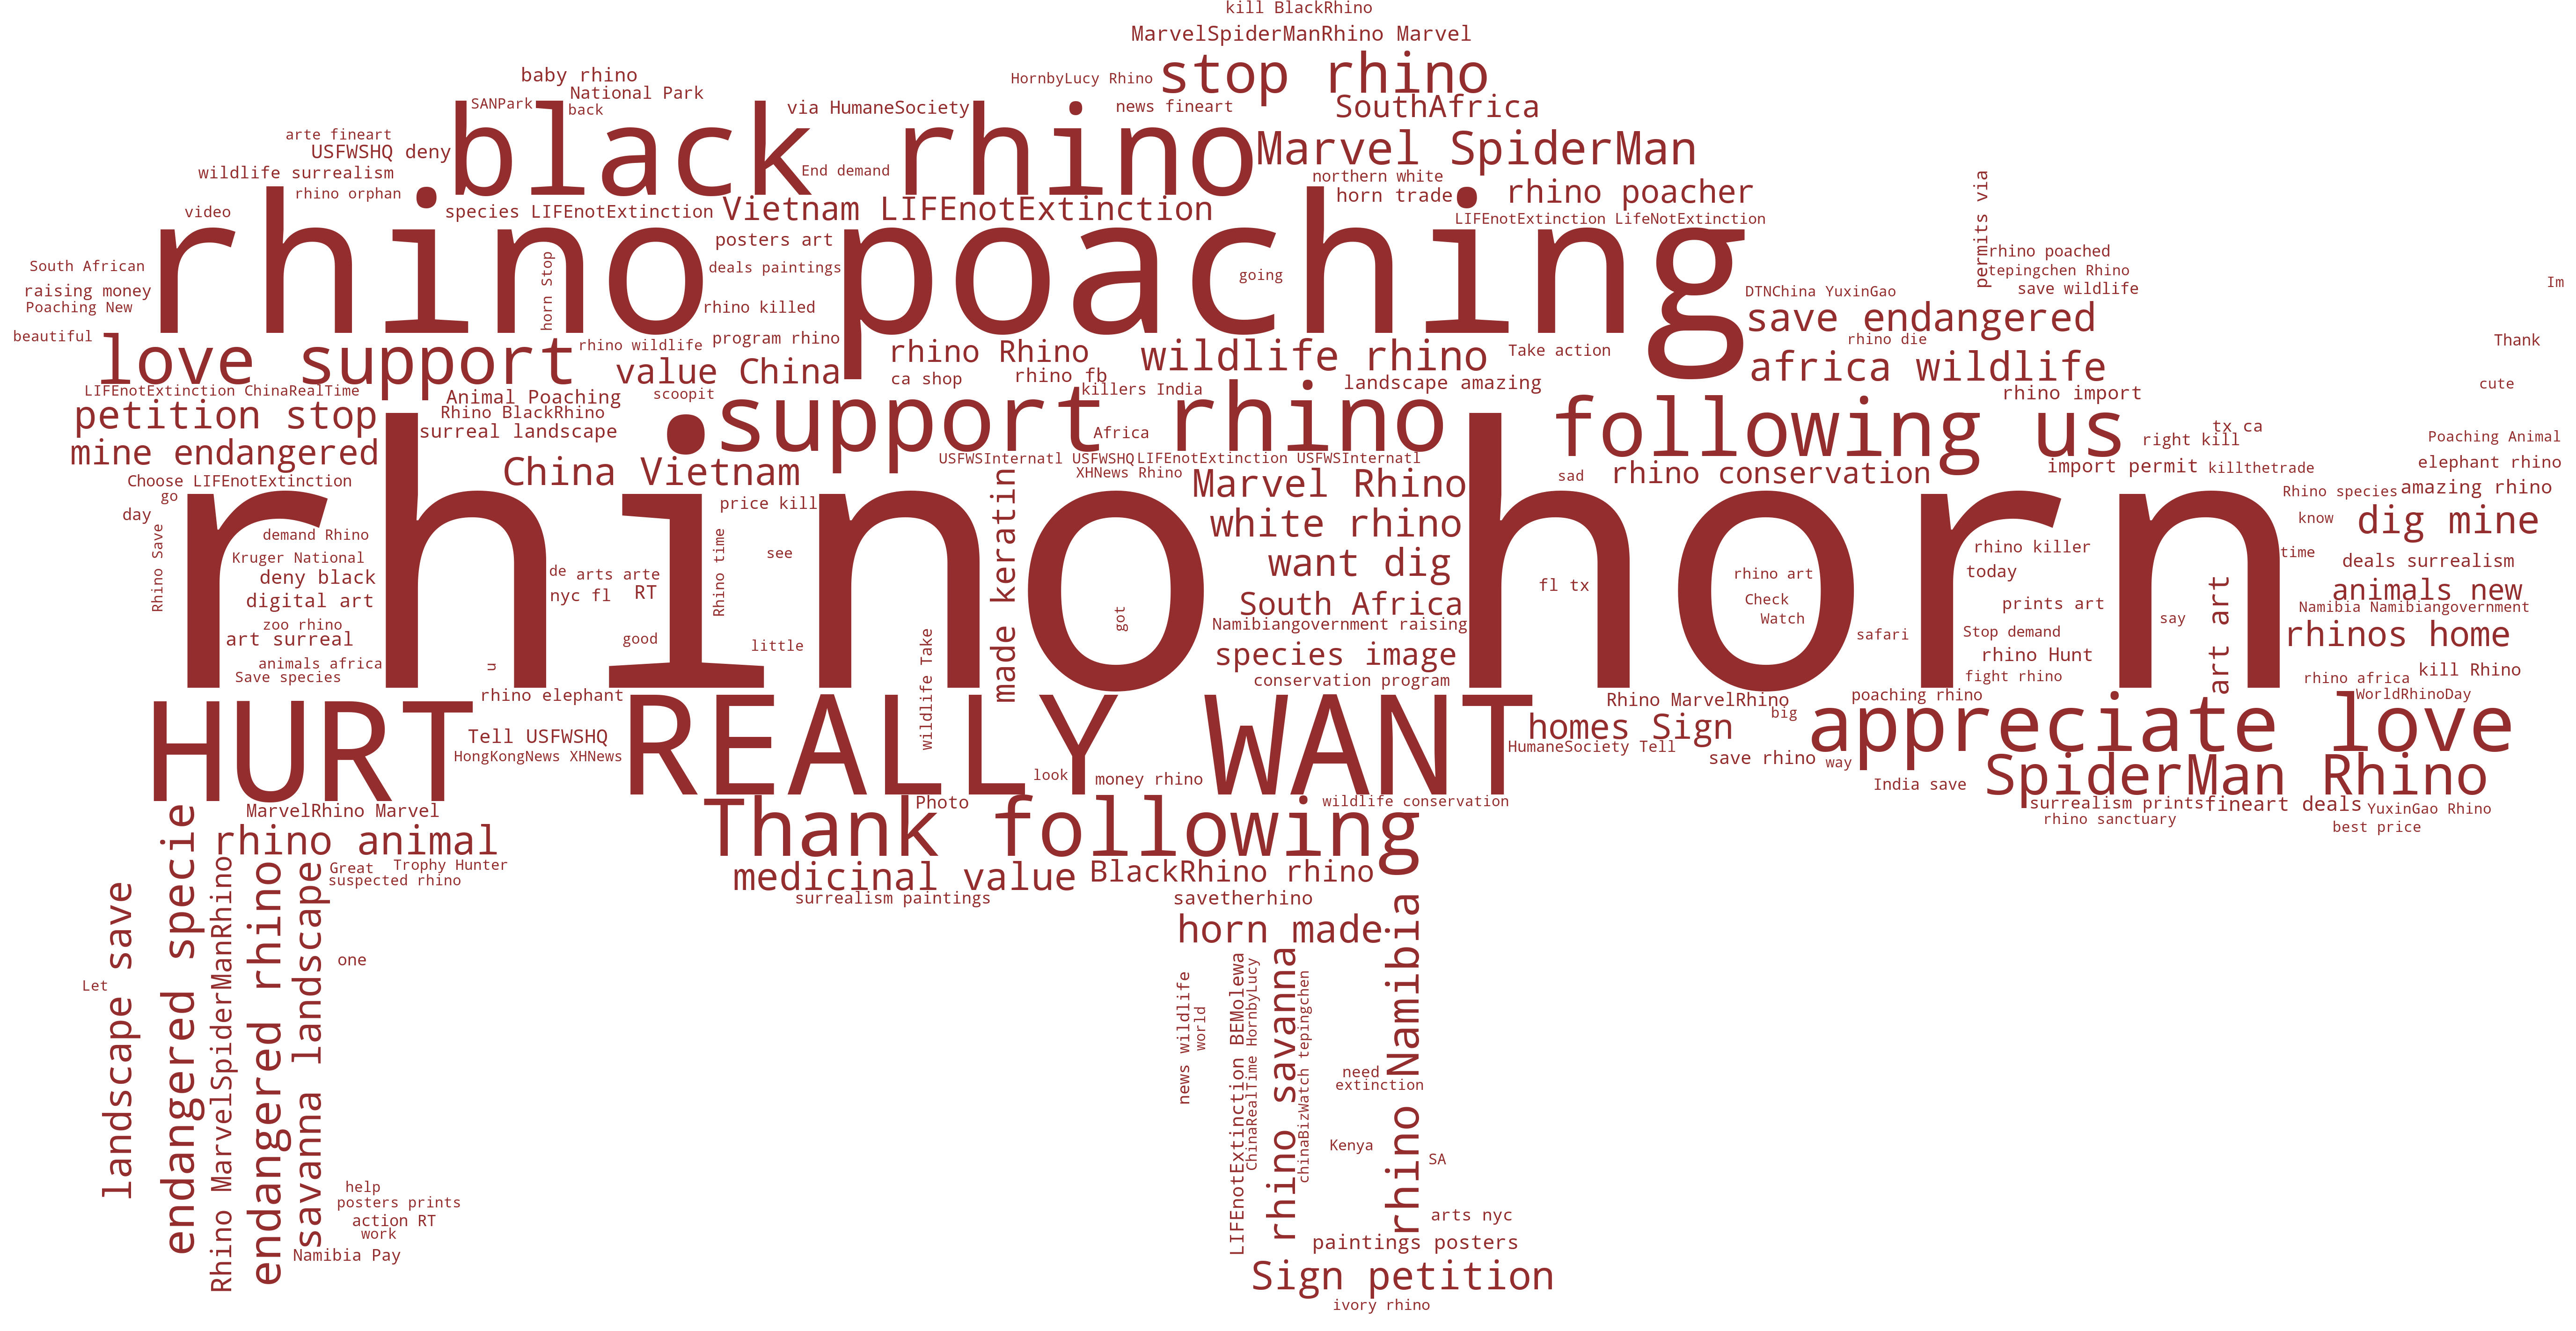 kill BlackRhino
MarvelSpiderManRhino Marvel
stop rhino
baby rhino
HornbyLucy Rhino
National Park
SANPark
back
via HumaneSociety
news fineart
SouthAfrica
arte fineart
black rhino
Marvel SpiderMan
USFWSHQ deny
End demand
wildlife surrealism
northern white
permits via
rhino orphan
horn trade
rhino poacher
video
species LIFEnotExtinction
Vietnam LIFEnotExtinction
LIFEnotExtinction LifeNotExtinction
rhino poaching
posters art
rhino poached
South African
horn Stop
deals paintings
going
tepingchen Rhino
Im
raising money
DTNChina YuxinGao
save wildlife
Poaching New
rhino killed
save endangered
beautiful
program rhino
rhino die
Thank
love support
rhino wildlife
rhino Rhino
wildlife rhino
Take action
value China
africa wildlife
ca shop
rhino fb
landscape amazing
cute
LIFEnotExtinction ChinaRealTime
Animal Poaching
scoopit
killers India
rhino import
petition stop
Rhino BlackRhino
support rhino
following us
surreal landscape
Africa
tx ca
right kill
Poaching Animal
mine endangered
China Vietnam
USFWSInternatl USFWSHQ
LIFEnotExtinction USFWSInternatl
import permit
killthetrade
elephant rhino
XHNews Rhino
sad
rhino conservation
Choose LIFEnotExtinction
Marvel Rhino
Rhino species
amazing rhino
go
price kill
made keratin
day
white rhino
know
dig mine
rhino horn
Rhino Save
demand Rhino
Rhino time
see
rhino killer
time
Kruger National
want dig
deals surrealism
deny black
de
arts arte
rhino art
today
digital art
nyc fl
RT
fl tx
animals new
South Africa
Check
prints art
Namibia Namibiangovernment
zoo rhino
got
Namibiangovernment raising
Watch
say
art surreal
good
little
safari
Stop demand
art art
rhinos home
animals africa
u
species image
rhino Hunt
Save species
wildlife Take
conservation program
fight rhino
rhino africa
kill Rhino
rhino elephant
Rhino MarvelRhino
poaching rhino
WorldRhinoDay
HURT
REALLY WANT
big
appreciate love
Tell USFWSHQ
homes Sign
HongKongNews XHNews
HumaneSociety Tell
save rhino
way
look
money rhino
India save
SpiderMan Rhino
MarvelRhino Marvel
Photo
wildlife conservation
surrealism prints
fineart deals
YuxinGao Rhino
rhino sanctuary
best price
rhino animal
Thank following
Great
Trophy Hunter
medicinal value
BlackRhino rhino
suspected rhino
surrealism paintings
savetherhino
landscape save
endangered specie
Rhino MarvelSpiderManRhino
endangered rhino
savanna landscape
horn made
one
Let
news wildlife
world
LIFEnotExtinction BEMolewa
ChinaRealTime HornbyLucy
rhino savanna
chinaBizWatch tepingchen
rhino Namibia
need
extinction
Kenya
SA
help
posters prints
action RT
work
Namibia Pay
arts nyc
paintings posters
Sign petition
ivory rhino